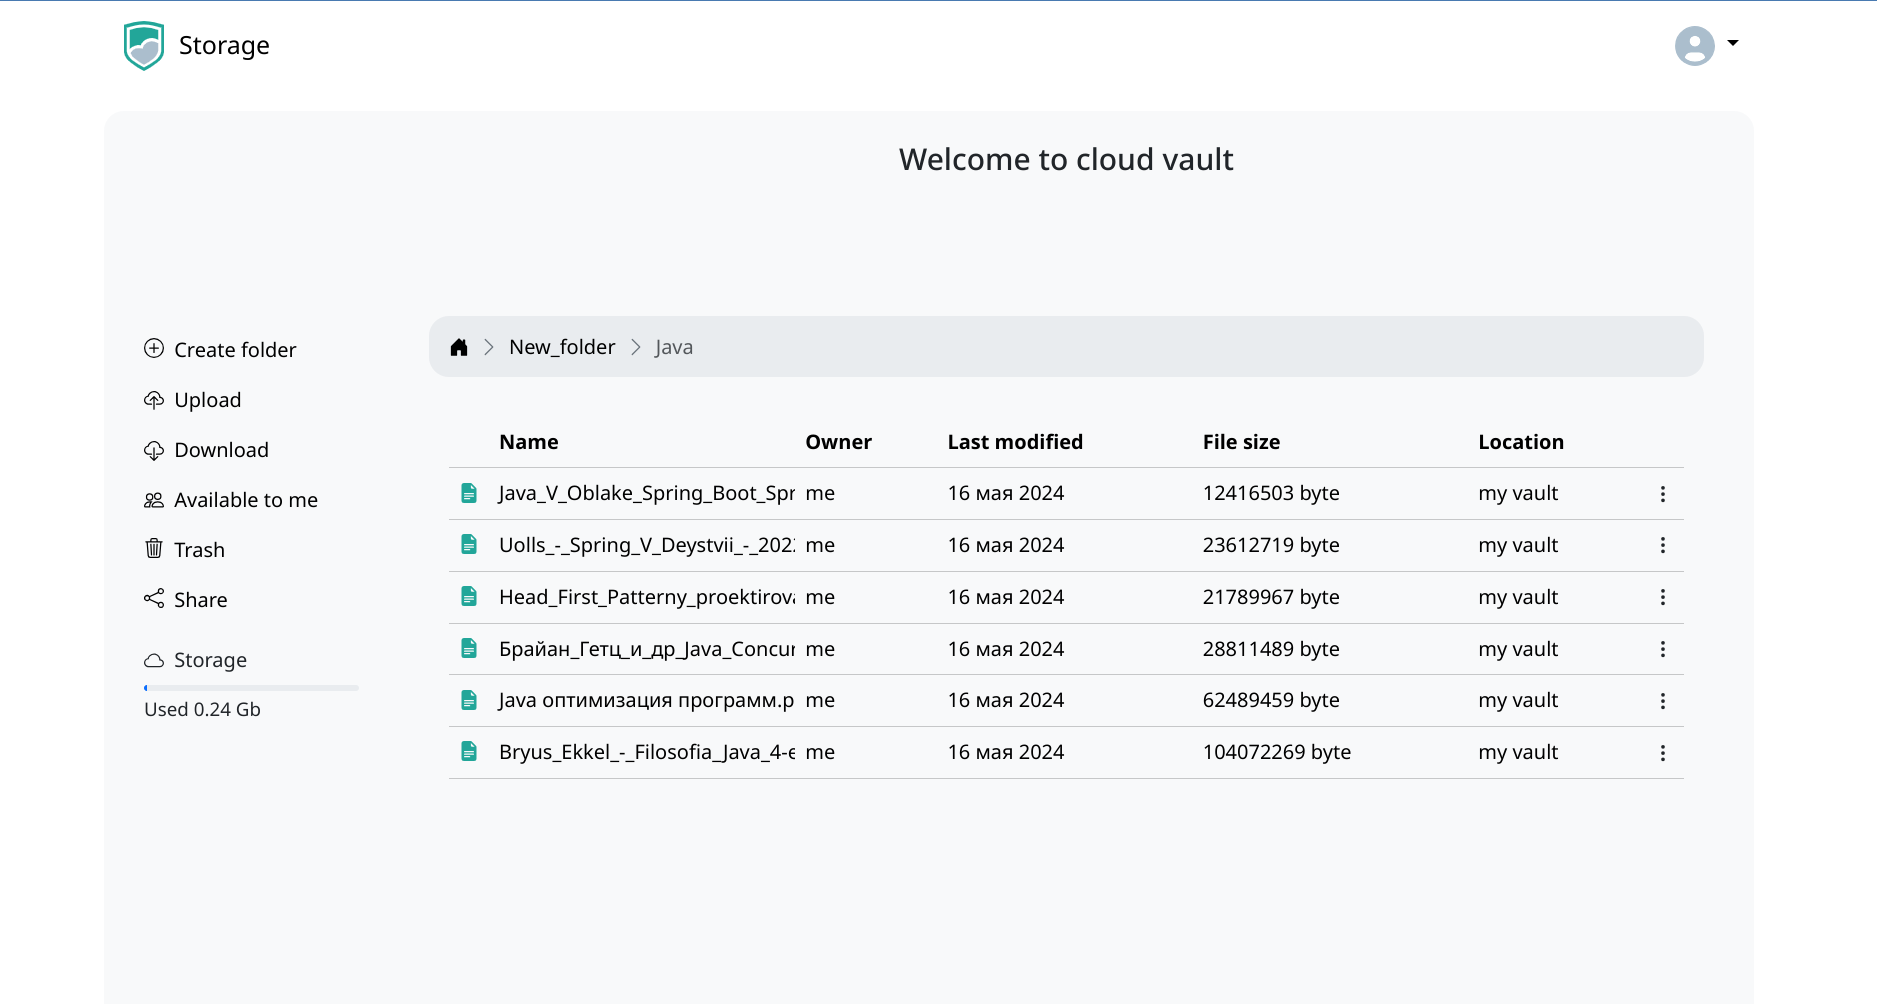 Storage
Welcome to cloud vault
Create folder
Upload
Download
Available to me
Trash
Share
Storage
Used 0.24 Gb
New_folder Java
Name Owner Last modified File size Location
Java_V_Oblake_Spring_Boot_Spr me 16 мая 2024 12416503 byte my vault
Uolls_-_Spring_V_Deystvii_-_202 me 16 мая 2024 23612719 byte my vault
Head_First_Patterny_proektirov me 16 мая 2024 21789967 byte my vault
Брайан_Гетц_и_др_Java_Concur me 16 мая 2024 28811489 byte my vault
Java оптимизация программ.p me 16 мая 2024 62489459 byte my vault
Bryus_Ekkel_-_Filosofia_Java_4-e me 16 мая 2024 104072269 byte my vault